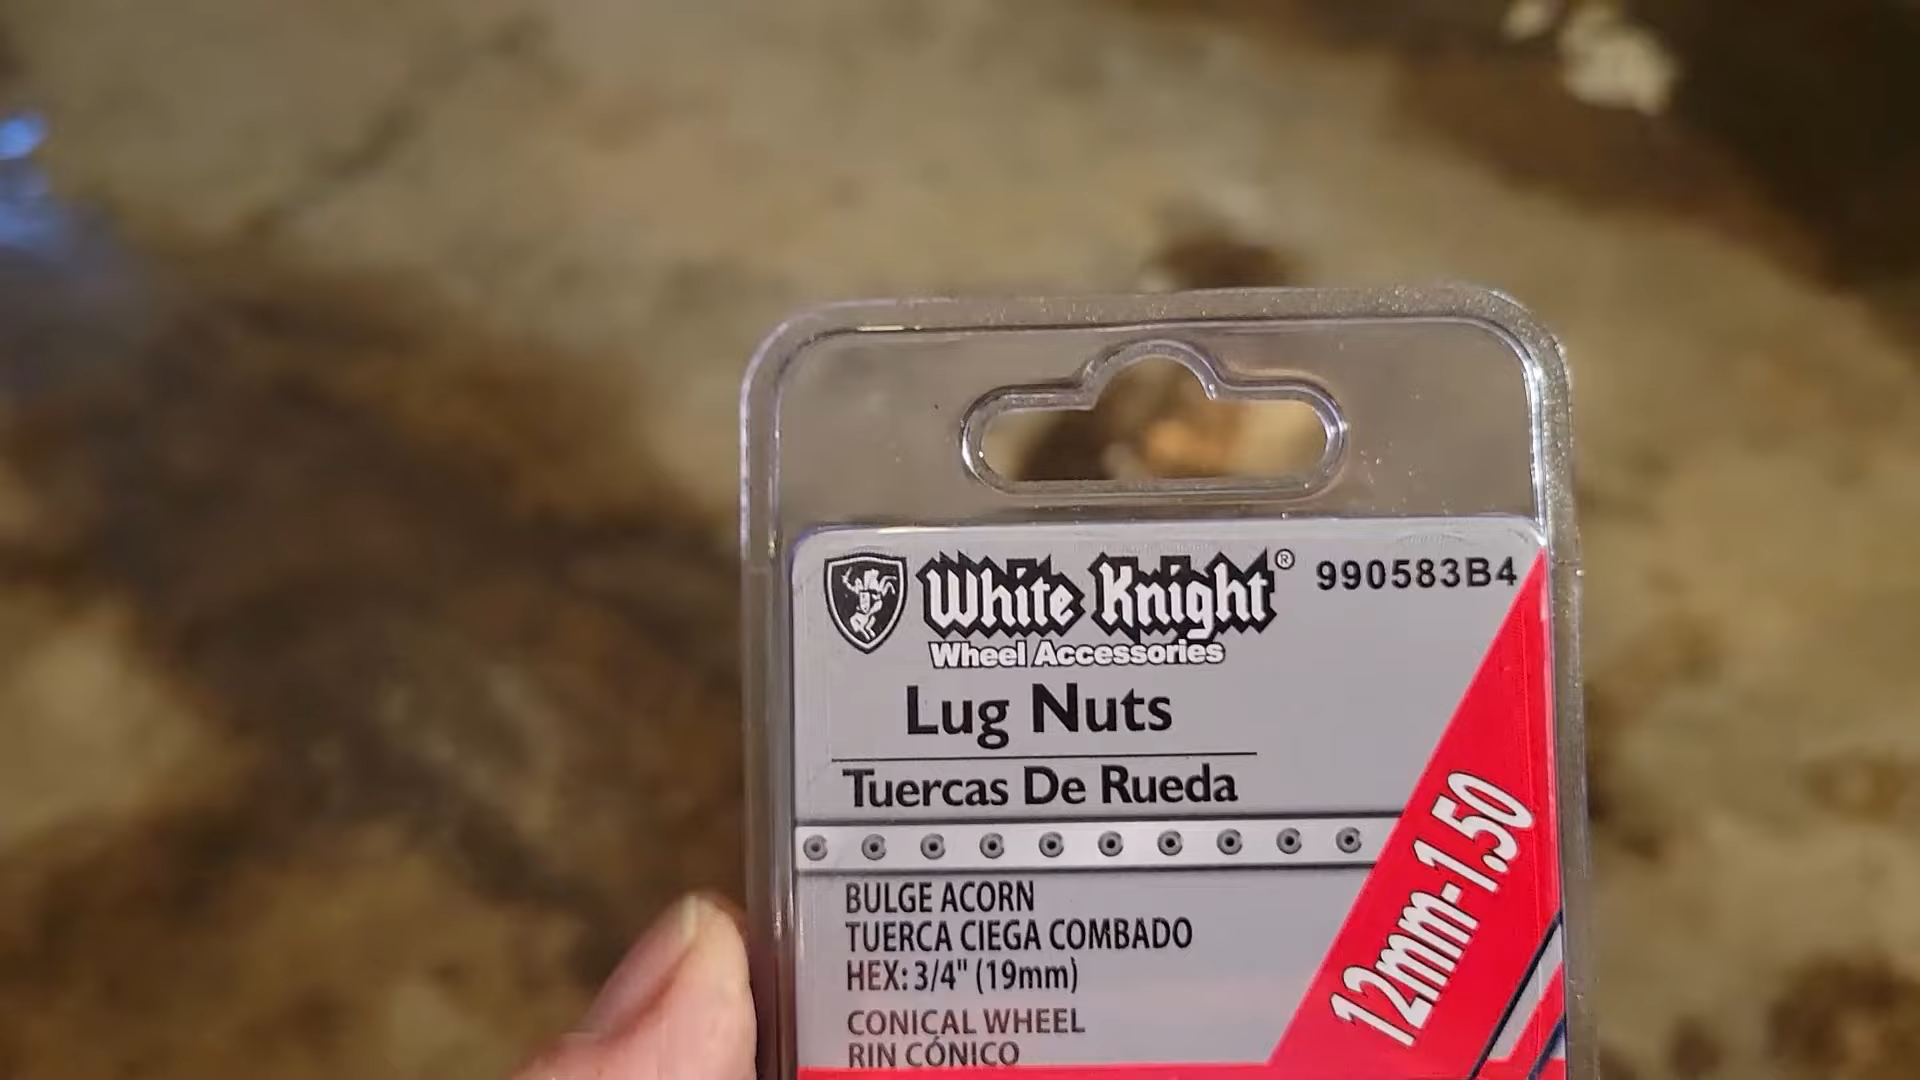 White Knight® 990583B4
Wheel Accessories
Lug Nuts
Tuercas De Rueda
12mm-1.50
BULGE ACORN
TUERCA CIEGA COMBADO
HEX: 3/4" (19mm)
CONICAL WHEEL
RIN CÓNICO